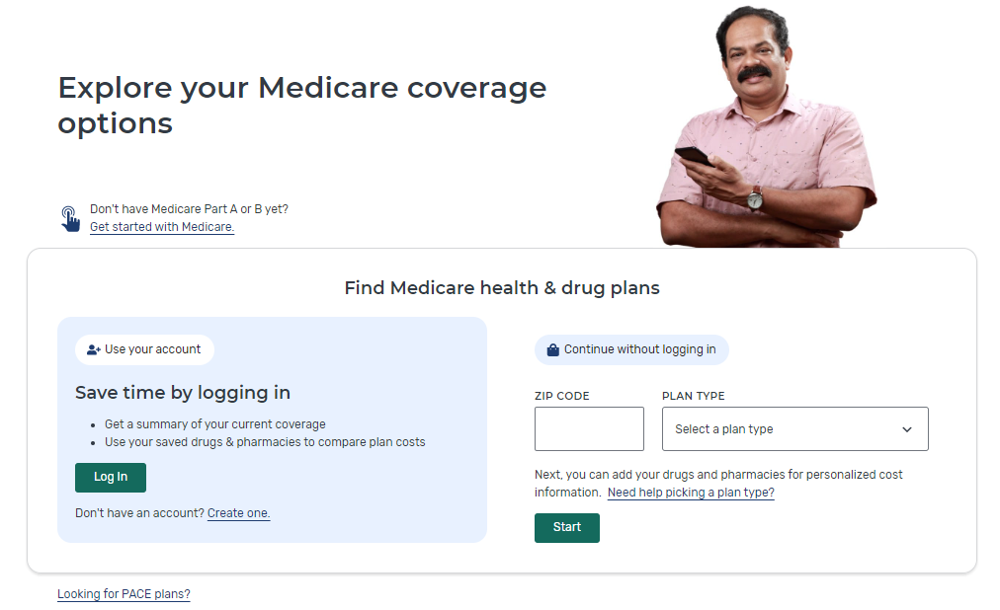 Explore your Medicare coverage
options
Don't have Medicare Part A or B yet?
Get started with Medicare.
Find Medicare health & drug plans
Use your account
Save time by logging in
Get a summary of your current coverage
Use your saved drugs & pharmacies to compare plan costs
Log In
Don't have an account? Create one.
Continue without logging in
ZIP CODE
PLAN TYPE
Select a plan type
Next, you can add your drugs and pharmacies for personalized cost
information. Need help picking a plan type?
Start
Looking for PACE plans?